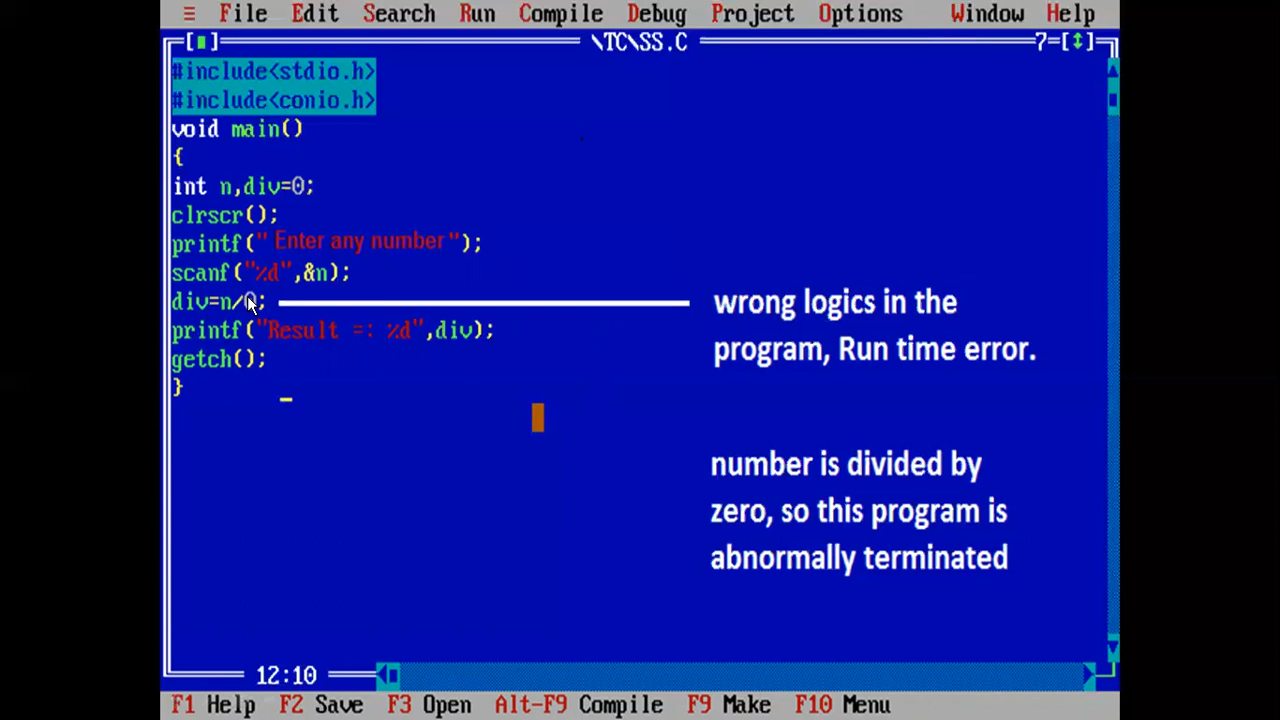 ≡ File Edit Search Run Compile Debug Project Options Window Help
[■] \TC\SS.C 7=[↕]
#include<stdio.h>
#include<conio.h>
void main()
{
int n,div=0;
clrscr();
printf(" Enter any number");
scanf("%d",&n);
div=n/0;
wrong logics in the
program, Run time error.
printf("Result =: %d",div);
getch();
}
number is divided by
zero, so this program is
abnormally terminated
12:10
F1 Help F2 Save F3 Open Alt-F9 Compile F9 Make F10 Menu